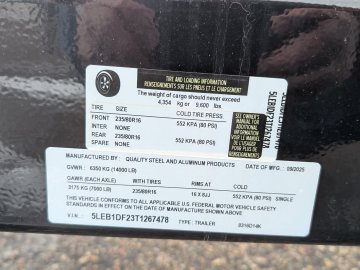 TIRE AND LOADING INFORMATION
RENSEIGNEMENTS SUR LES PNEUS ET LE CHARGEMENT
The weight of cargo should never exceed
4,354 kg or 9,600 lbs
TIRE SIZE COLD TIRE PRESS
FRONT 235/80R16 552 KPA (80 PSI)
INTER NONE
REAR 235/80R16 552 KPA (80 PSI)
SPARE NONE
SEE OWNER'S
MANUAL FOR
ADDITIONAL
INFORMATION
MANUFACTURED BY: QUALITY STEEL AND ALUMINUM PRODUCTS 09/2025
GVWR: 6350 KG (14000 LB)
GAWR (EACH AXLE) TIRES RIMS AT COLD
3175 KG (7000 LB) 235/80R16 16 X 6JJ 552 KPA (80 PSI) SINGLE
THIS VEHICLE CONFORMS TO ALL APPLICABLE U.S. FEDERAL MOTOR VEHICLE SAFETY
STANDARDS IN EFFECT ON THE DATE OF MANUFACTURE SHOWN ABOVE.
V.I.N.: 5LEB1DF23T1267478 TYPE: TRAILER 8316D14K